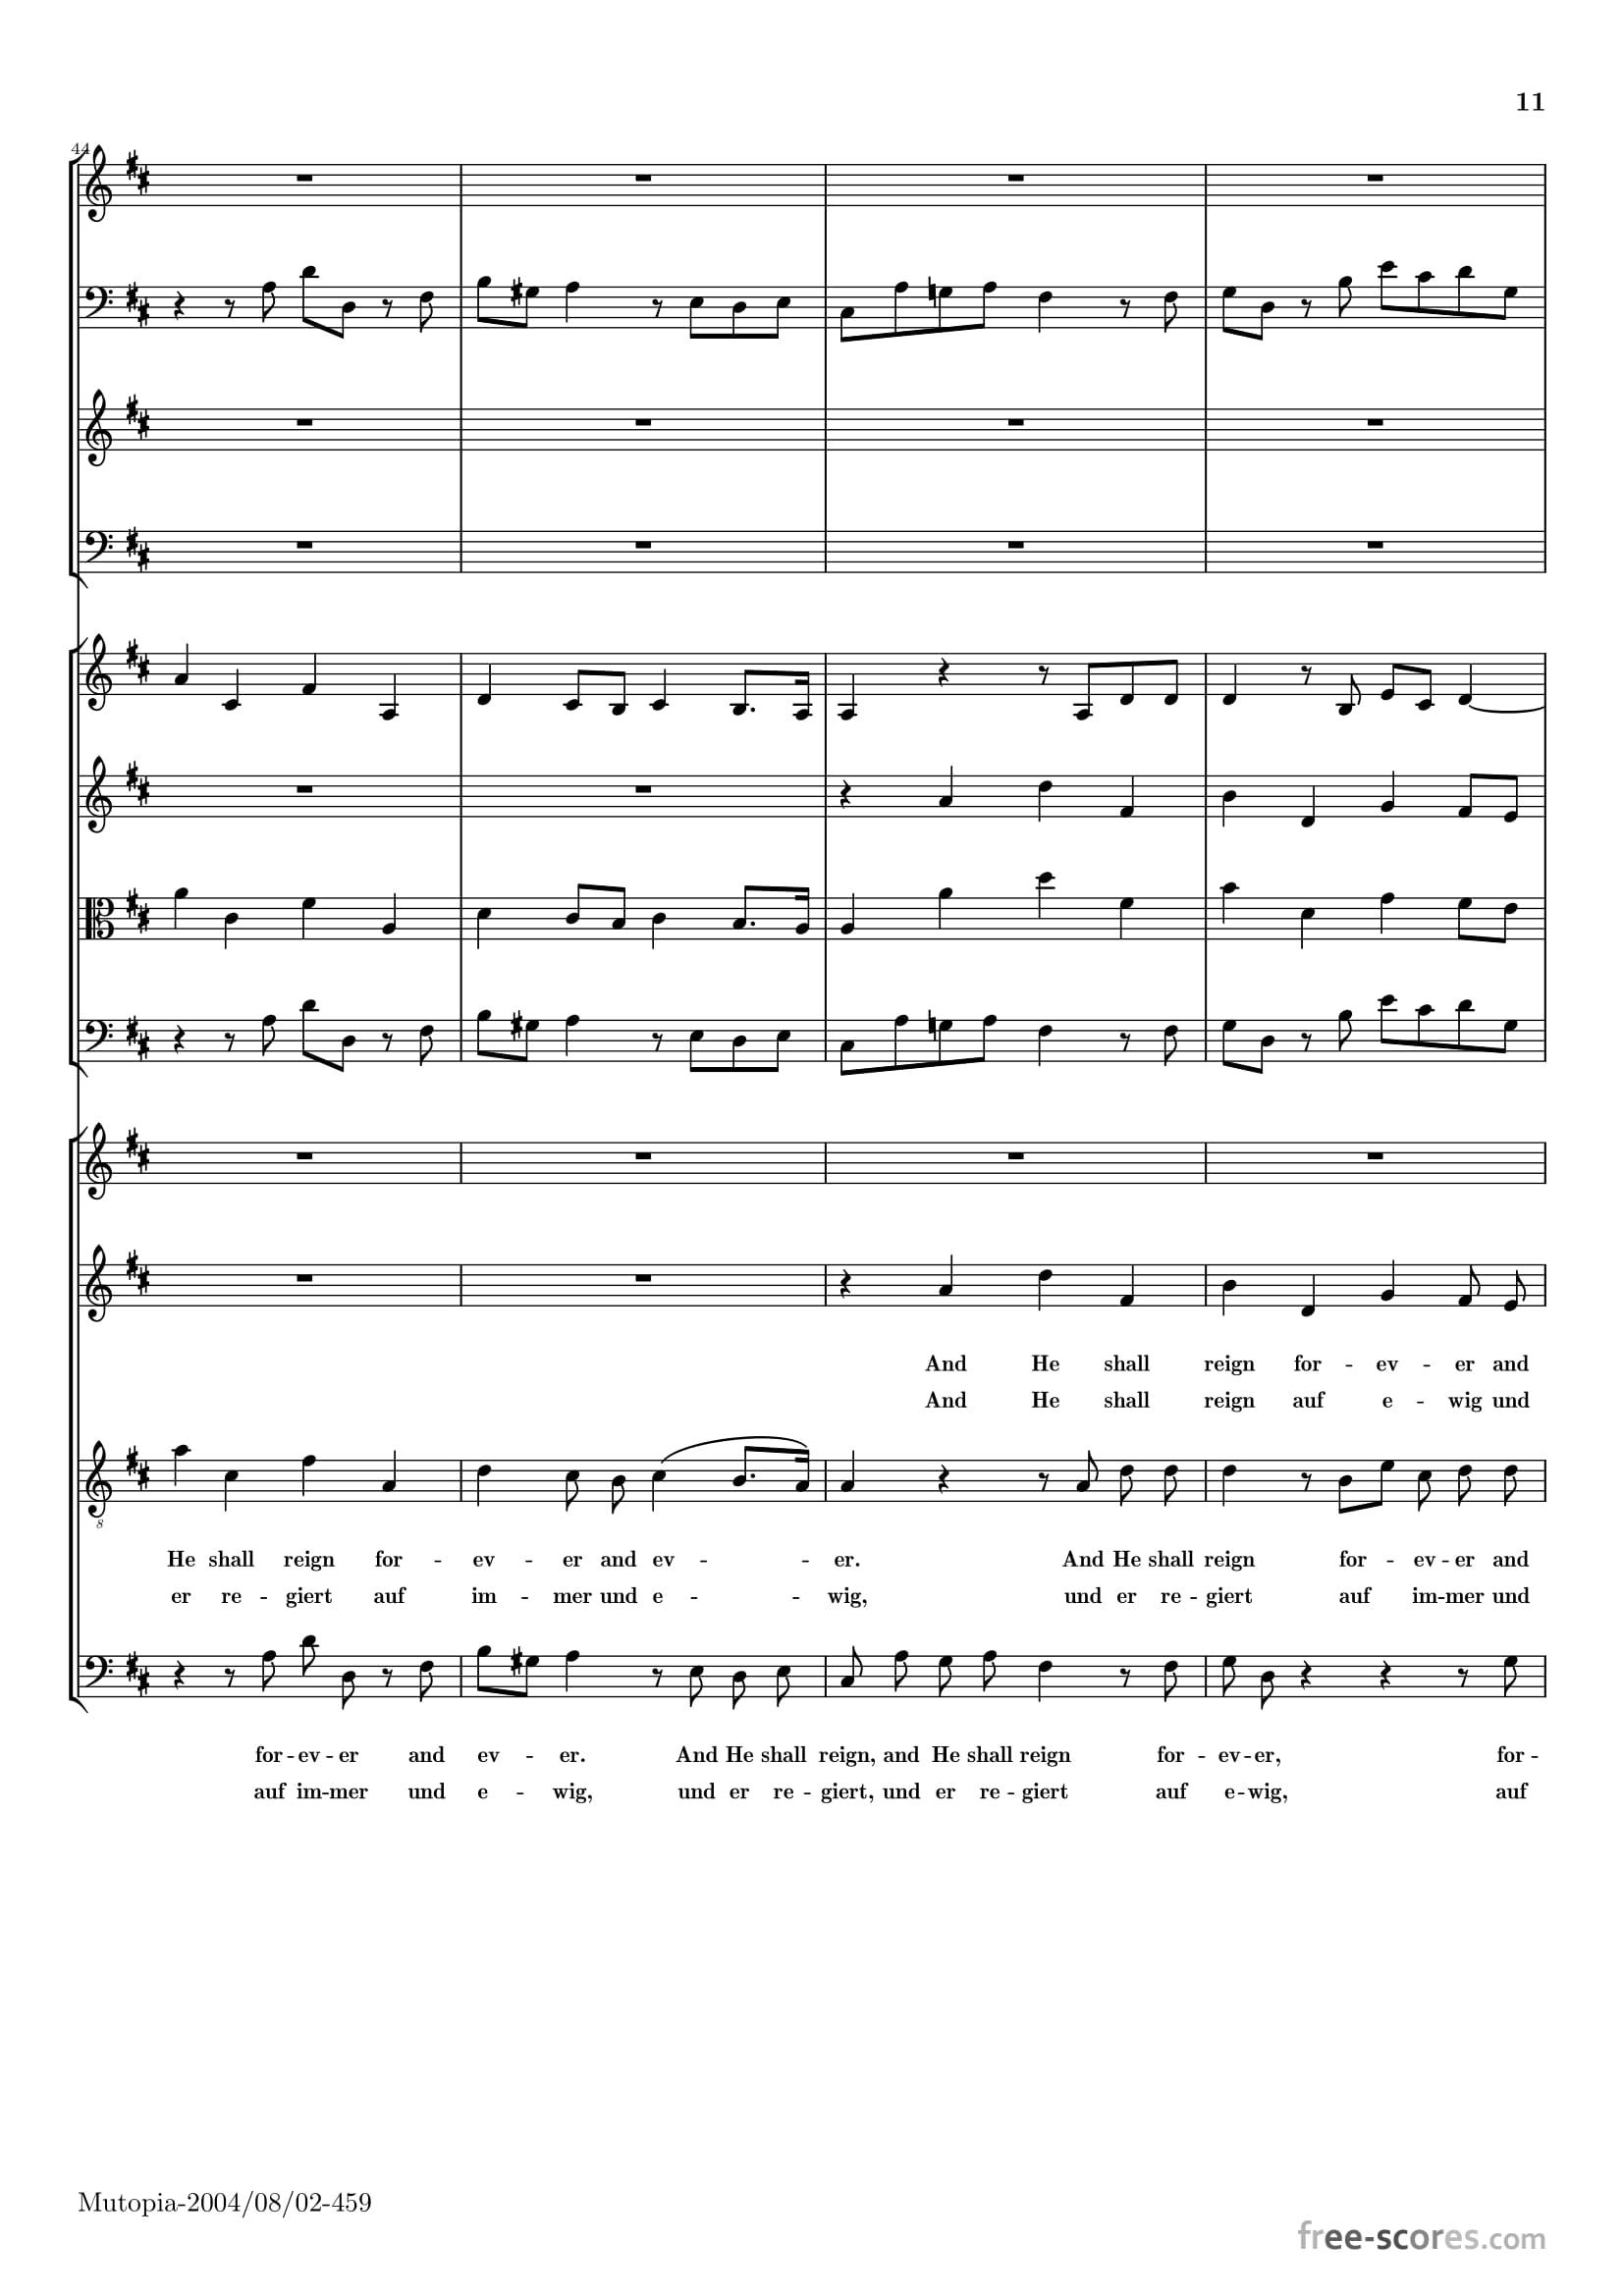 11
44
And He shall reign for -- ev -- er and
And He shall reign auf e -- wig und
8
He shall reign for -- ev -- er and ev -- er. And He shall reign for -- ev -- er and
er re -- giert auf im -- mer und e -- wig, und er re -- giert auf im -- mer und
for -- ev -- er and ev -- er. And He shall reign, and He shall reign for -- ev -- er, for --
auf im -- mer und e -- wig, und er re -- giert, und er re -- giert auf e -- wig, auf
Mutopia-2004/08/02-459
free-scores.com